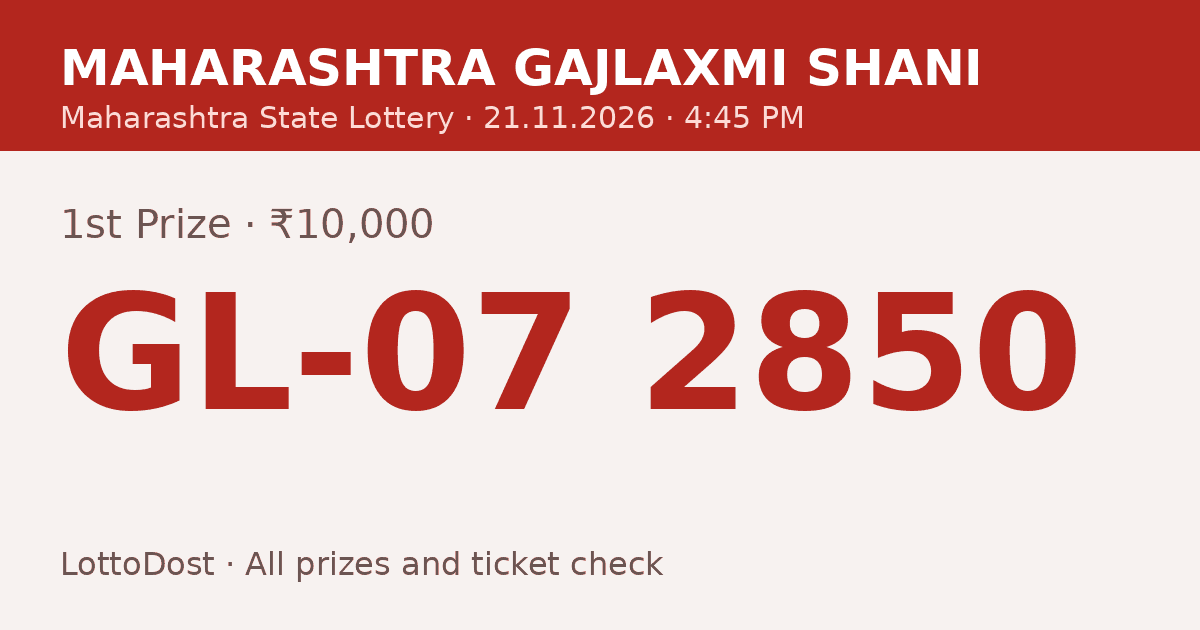 MAHARASHTRA GAJLAXMI SHANI
Maharashtra State Lottery · 21.11.2026 · 4:45 PM
1st Prize · ₹10,000
GL-07 2850
LottoDost · All prizes and ticket check